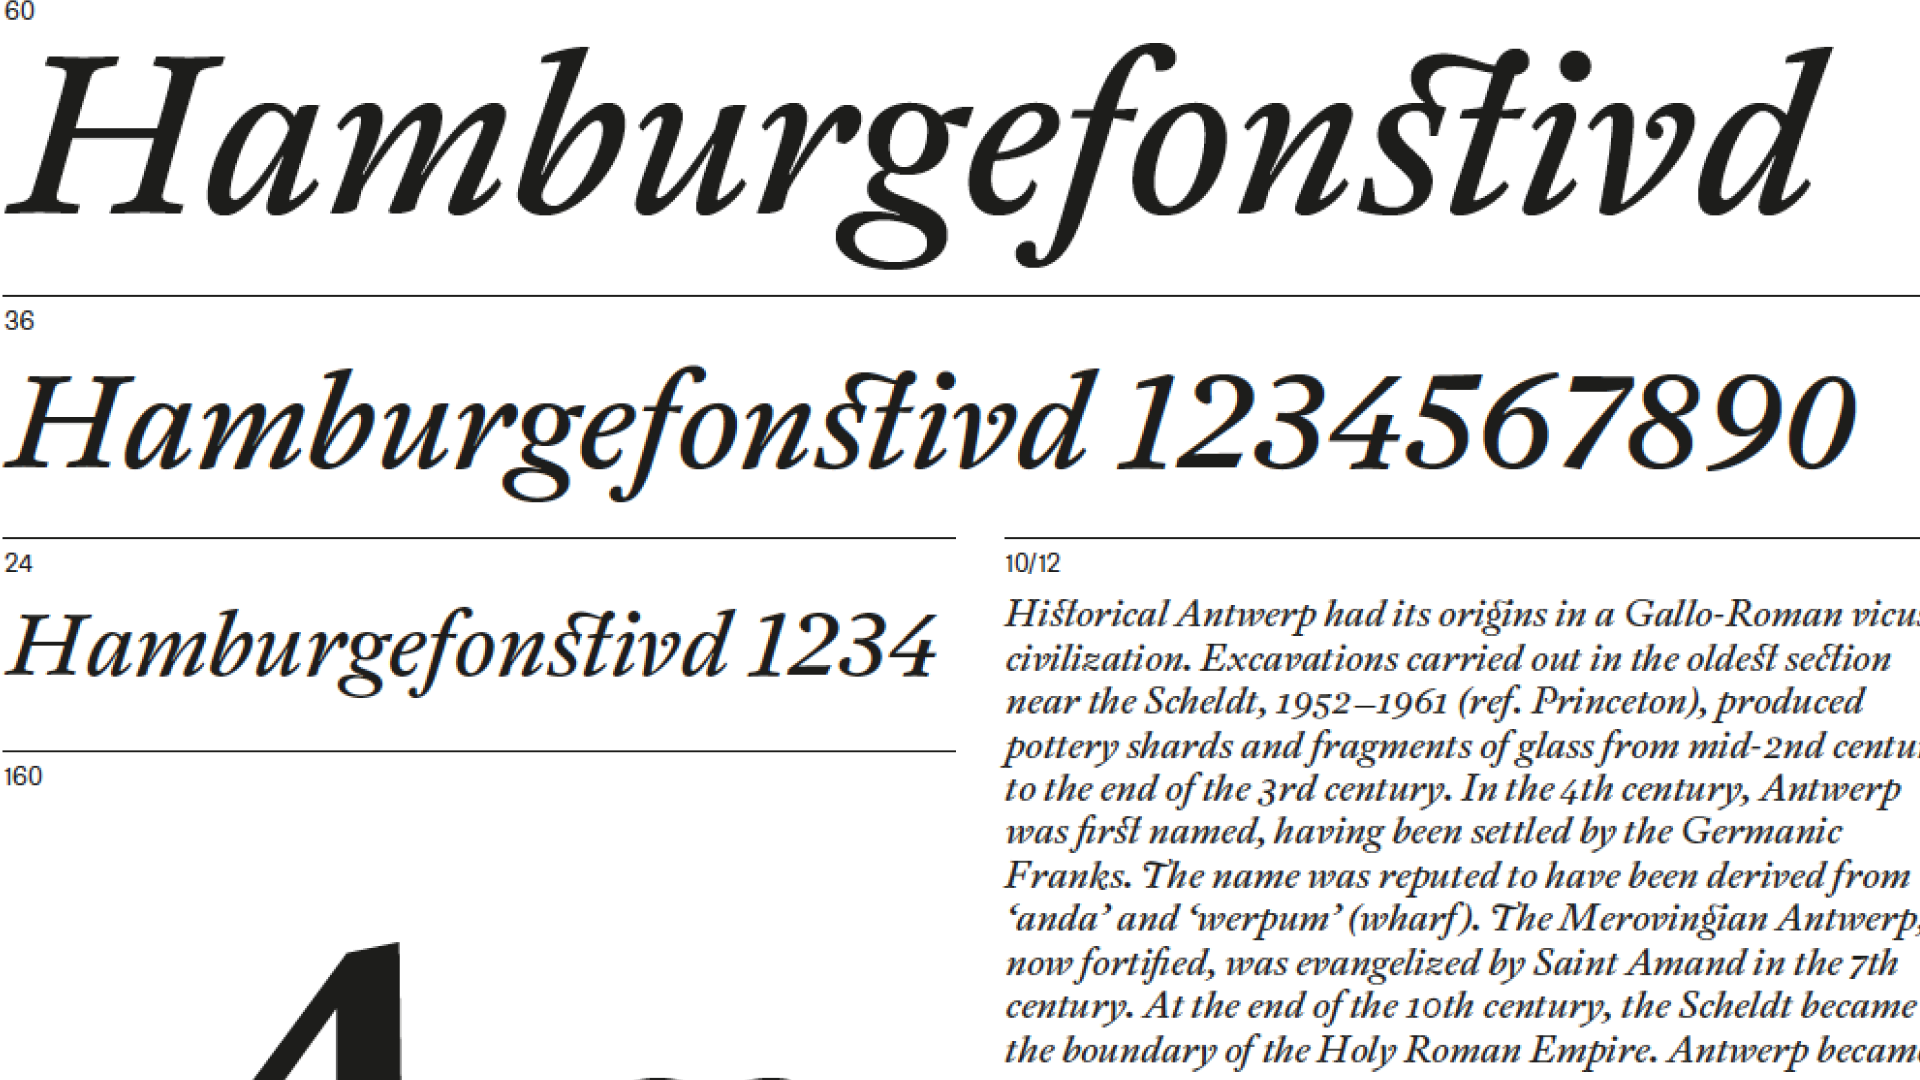 60
Hamburgefonstivd
36
Hamburgefonstivd 1234567890
24
Hamburgefonstivd 1234
160
10/12
Historical Antwerp had its origins in a Gallo-Roman vicus
civilization. Excavations carried out in the oldest section
near the Scheldt, 1952–1961 (ref. Princeton), produced
pottery shards and fragments of glass from mid-2nd
to the end of the 3rd century. In the 4th century, Antwerp
was first named, having been settled by the Germanic
Franks. The name was reputed to have been derived from
‘anda’ and ‘werpum’ (wharf). The Merovingian Antwerp,
now fortified, was evangelized by Saint Amand in the 7th
century. At the end of the 10th century, the Scheldt became
the boundary of the Holy Roman Empire. Antwerp became